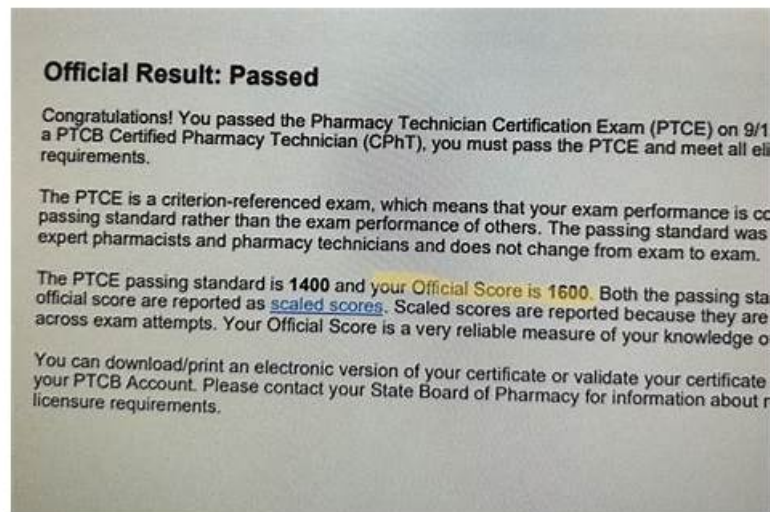 Official Result: Passed
Congratulations! You passed the Pharmacy Technician Certification Exam (PTCE) on 9/1
a PTCB Certified Pharmacy Technician (CPhT), you must pass the PTCE and meet all eli
requirements.
The PTCE is a criterion-referenced exam, which means that your exam performance is co
passing standard rather than the exam performance of others. The passing standard was
expert pharmacists and pharmacy technicians and does not change from exam to exam.
The PTCE passing standard is 1400 and your Official Score is 1600. Both the passing sta
official score are reported as scaled scores. Scaled scores are reported because they are
across exam attempts. Your Official Score is a very reliable measure of your knowledge o
You can download/print an electronic version of your certificate or validate your certificate
your PTCB Account. Please contact your State Board of Pharmacy for information about
licensure requirements.